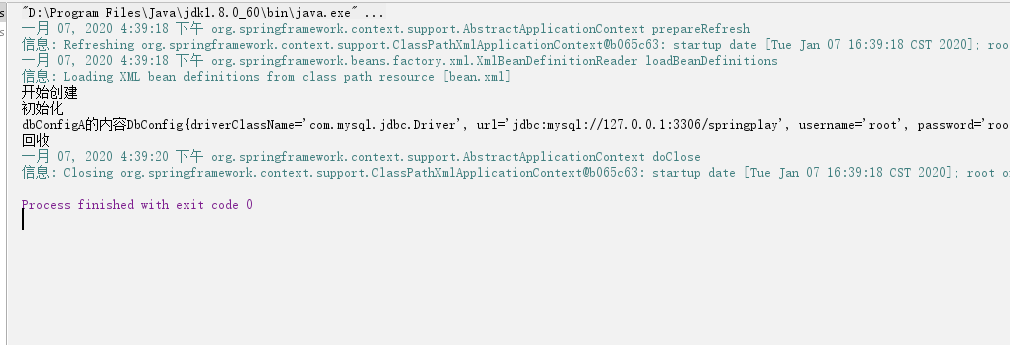 "D:\Program Files\Java\jdk1.8.0_60\bin\java.exe" ...
一月 07, 2020 4:39:18 下午 org.springframework.context.support.AbstractApplicationContext prepareRefresh
信息: Refreshing org.springframework.context.support.ClassPathXmlApplicationContext@b065c63: startup date [Tue Jan 07 16:39:18 CST 2020]; roo
一月 07, 2020 4:39:18 下午 org.springframework.beans.factory.xml.XmlBeanDefinitionReader loadBeanDefinitions
信息: Loading XML bean definitions from class path resource [bean.xml]
开始创建
初始化
dbConfigA的内容DbConfig{driverClassName='com.mysql.jdbc.Driver', url='jdbc:mysql://127.0.0.1:3306/springplay', username='root', password='roo
回收
一月 07, 2020 4:39:20 下午 org.springframework.context.support.AbstractApplicationContext doClose
信息: Closing org.springframework.context.support.ClassPathXmlApplicationContext@b065c63: startup date [Tue Jan 07 16:39:18 CST 2020]; root o
Process finished with exit code 0